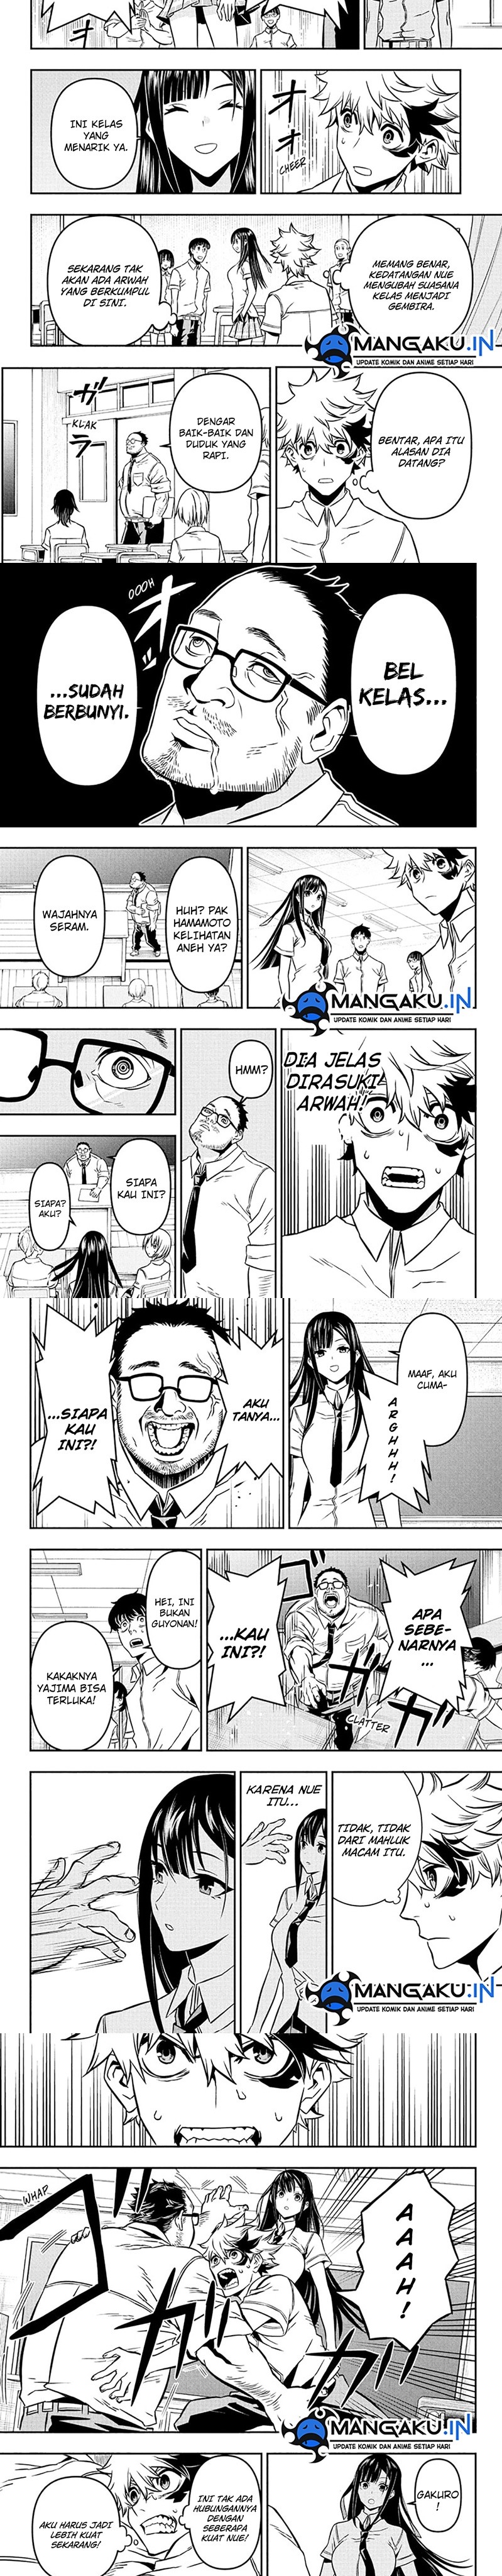 オオ
CHEER
INI KELAS
YANG
MENARIK YA.
MEMANG BENAR,
KEDATANGAN NUE
MENGUBAH SUASANA
KELAS MENJADI
GEMBIRA.
SEKARANG TAK
AKAN ADA ARWAH
YANG BERKUMPUL
DI SINI.
MANGAKU.IN
UPDATE KOMIK DAN ANIME SETIAP HARI
BENTAR, APA ITU
ALASAN DIA
DATANG?
DENGAR
BAIK-BAIK DAN
DUDUK YANG
RAPI.
ガラ
KLAK
BEL
KELAS...
OOOH
オ
...SUDAH
BERBUNYI.
HUH? PAK
HAMAMOTO
KELIHATAN
ANEH YA?
WAJAHNYA
SERAM.
MANGAKU.IN
UPDATE KOMIK DAN ANIME SETIAP HARI
DIA JELAS
DIRASUKI
ARWAH!
HMM?
SIAPA
KAU INI?
SIAPA?
AKU?
MAAF, AKU
CUMA-
ARGHHH!
AKU
TANYA...
...SIAPA
KAU
INI?!
APA
SEBE-
NARNYA
...
...KAU
INI?!
ガガ
CLATTER
HEI, INI
BUKAN
GUYONAN!
KAKAKNYA
YAJIMA BISA
TERLUKA!
TIDAK, TIDAK
DARI MAHLUK
MACAM ITU.
KARENA NUE
ITU...
MANGAKU.IN
UPDATE KOMIK DAN ANIME SETIAP HARI
AAAH!
WHAP
MANGAKU.IN
UPDATE KOMIK DAN ANIME SETIAP HARI
GAKURO
!
INI TAK ADA
HUBUNGANNYA
DENGAN
SEBERAPA
KUAT NUE!
AKU HARUS JADI
LEBIH KUAT
SEKARANG!